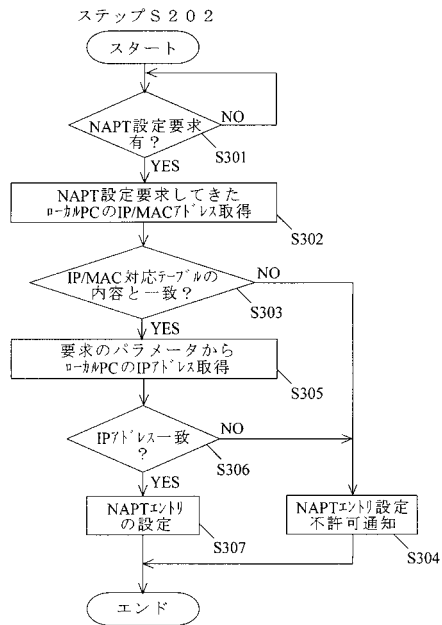 ステップＳ２０２
スタート
NAPT設定要求
有？
NO
S301
YES
NAPT設定要求してきた
ﾛｰｶﾙPCのIP/MACｱﾄﾞﾚｽ取得
S302
IP/MAC対応ﾃｰﾌﾞﾙの
内容と一致？
NO
S303
YES
要求のパラメータから
ﾛｰｶﾙPCのIPｱﾄﾞﾚｽ取得
S305
IPｱﾄﾞﾚｽ一致
？
NO
S306
YES
NAPTｴﾝﾄﾘ
の設定
S307
NAPTｴﾝﾄﾘ設定
不許可通知
S304
エンド